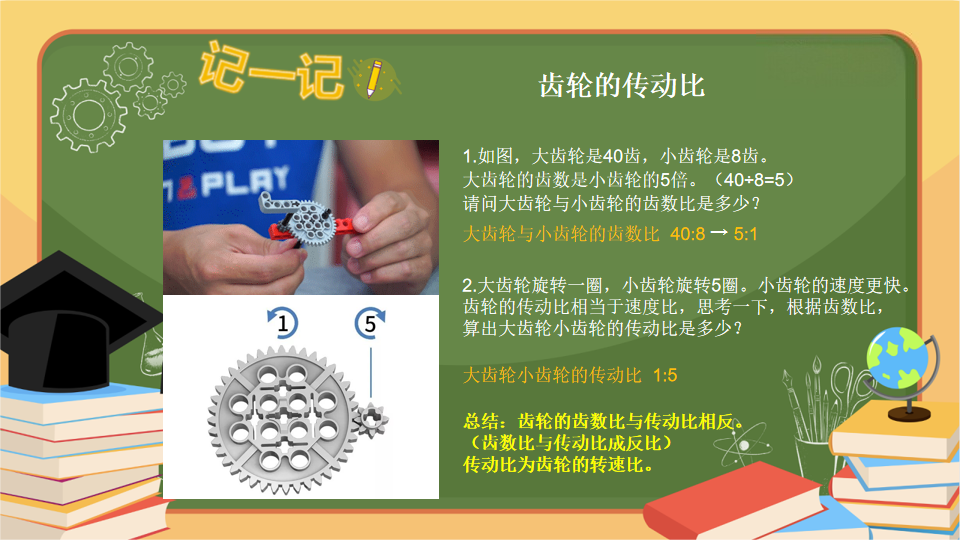 记一记
齿轮的传动比
PLAY
1.如图，大齿轮是40齿，小齿轮是8齿。
大齿轮的齿数是小齿轮的5倍。（40÷8=5）
请问大齿轮与小齿轮的齿数比是多少？
大齿轮与小齿轮的齿数比 40:8 → 5:1
2.大齿轮旋转一圈，小齿轮旋转5圈。小齿轮的速度更快。
齿轮的传动比相当于速度比，思考一下，根据齿数比，
算出大齿轮小齿轮的传动比是多少？
1
5
大齿轮小齿轮的传动比 1:5
总结：齿轮的齿数比与传动比相反。
（齿数比与传动比成反比）
传动比为齿轮的转速比。